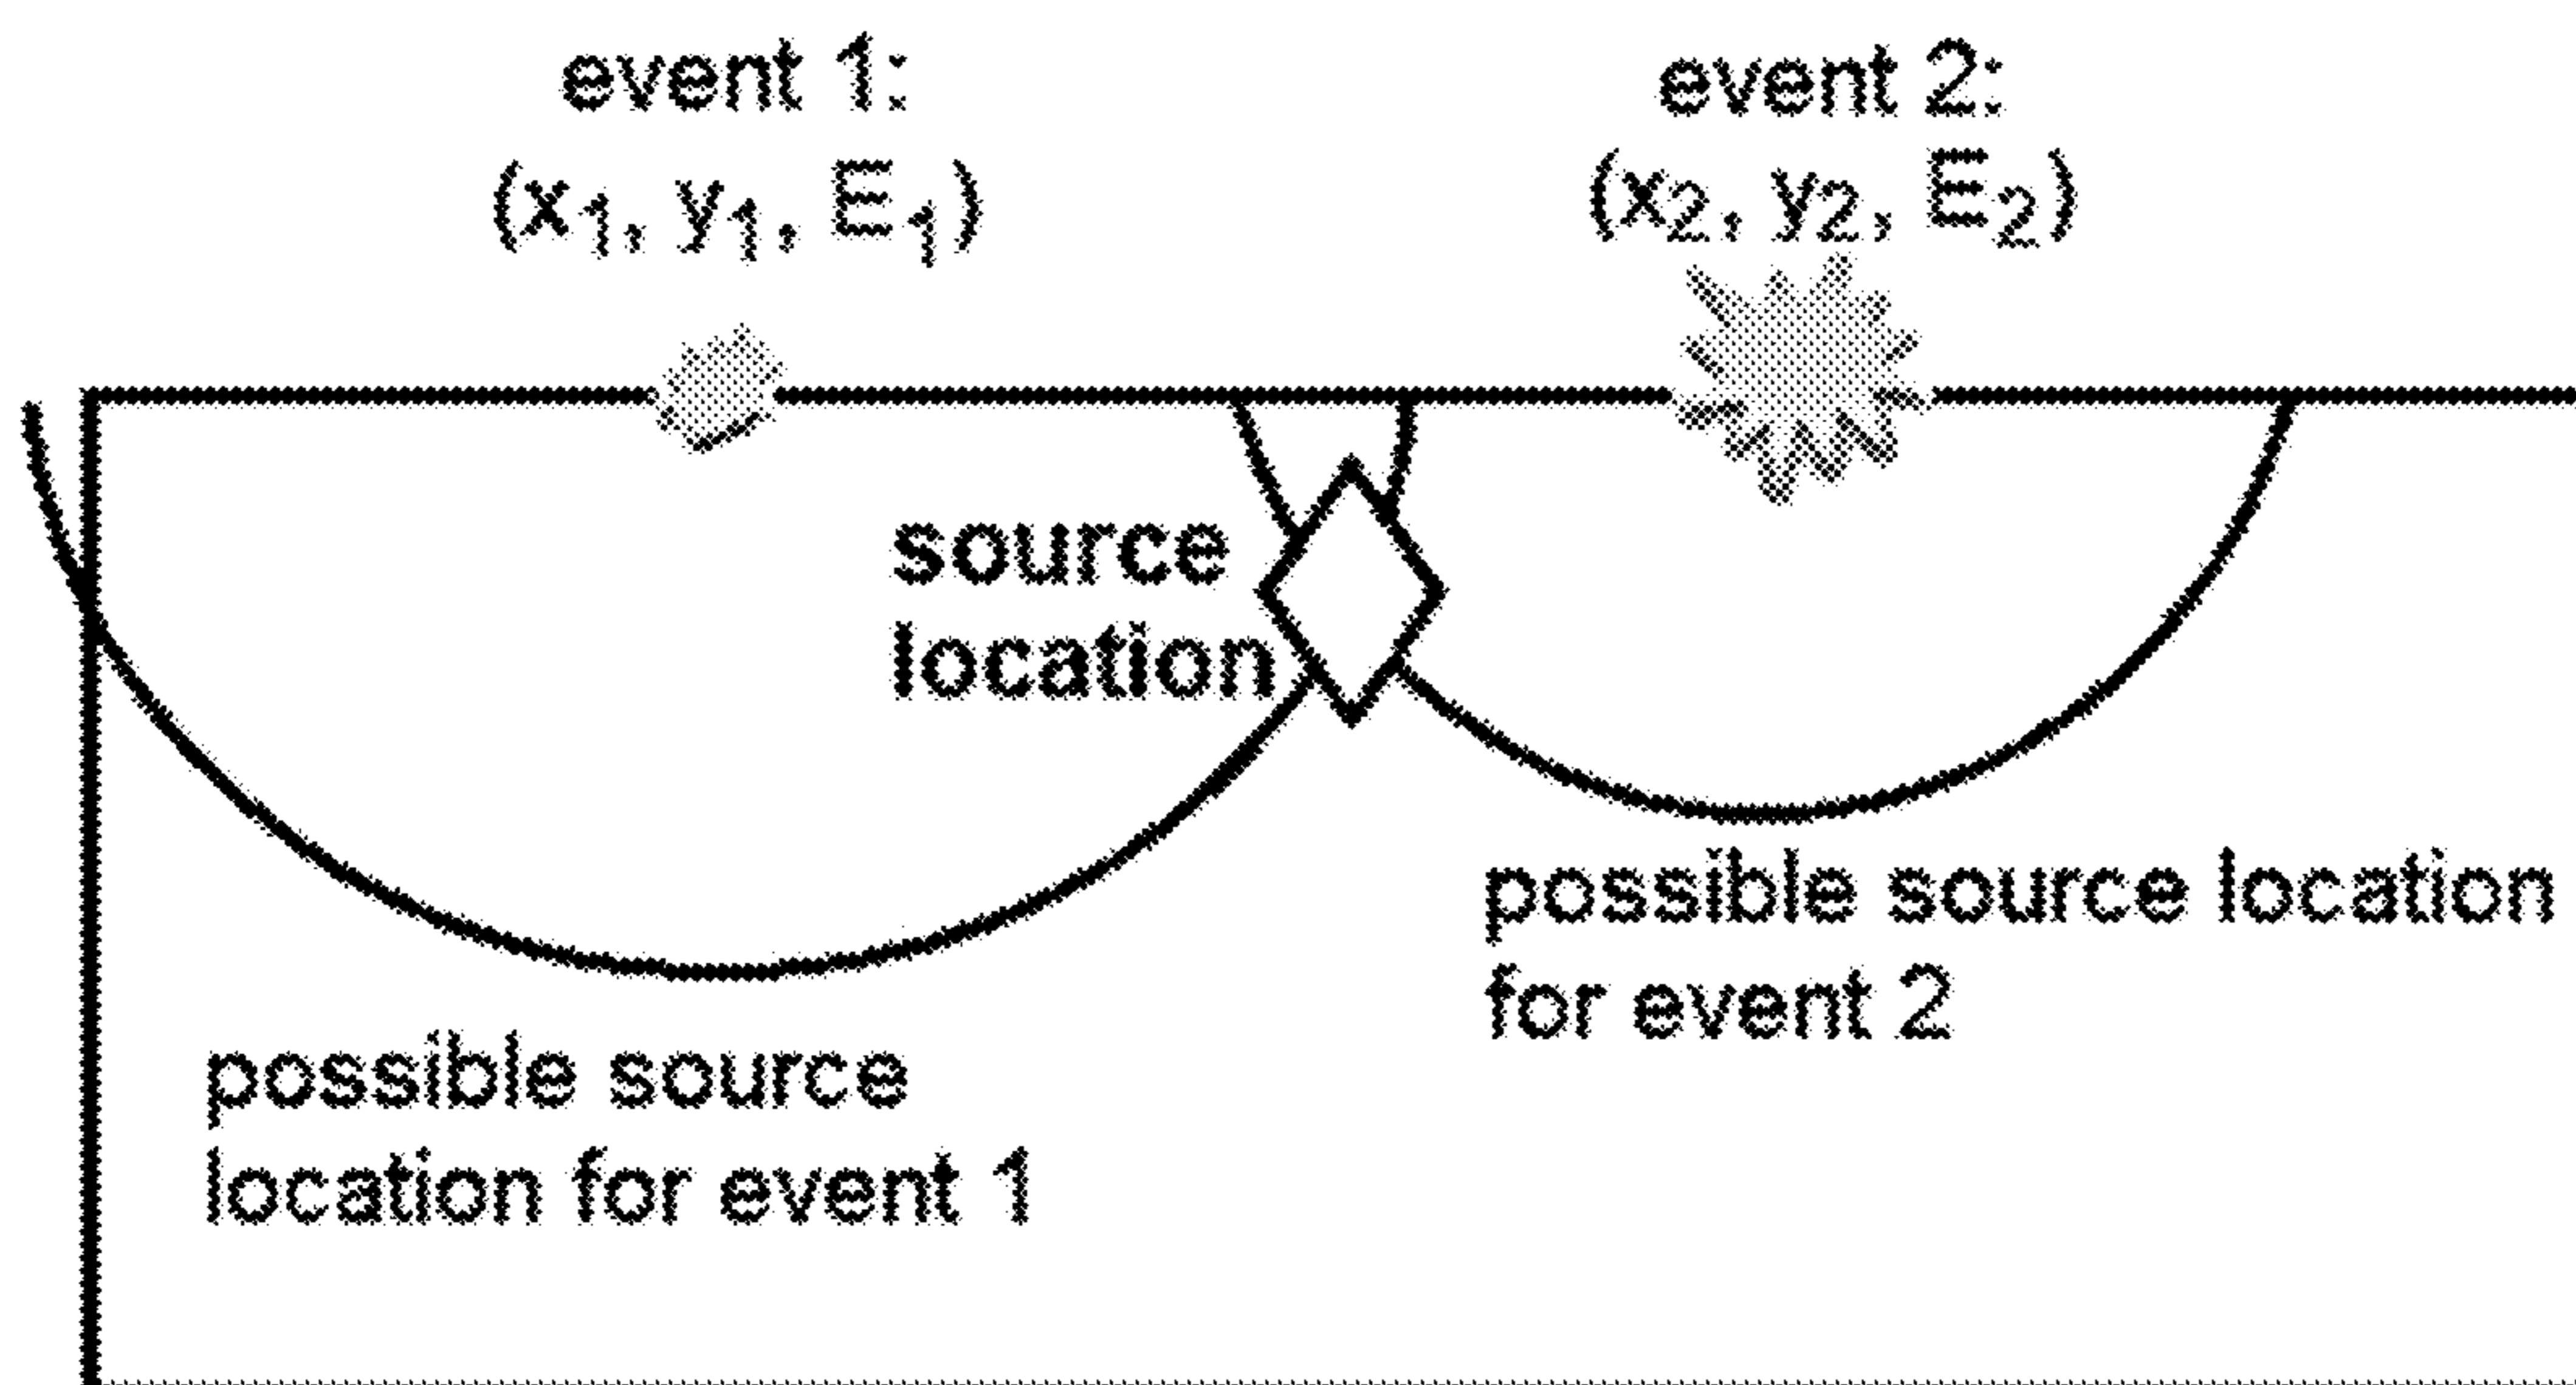 event 1:
(x₁, y₁, E₁)
event 2:
(x₂, y₂, E₂)
source
location
possible source location
for event 2
possible source
location for event 1